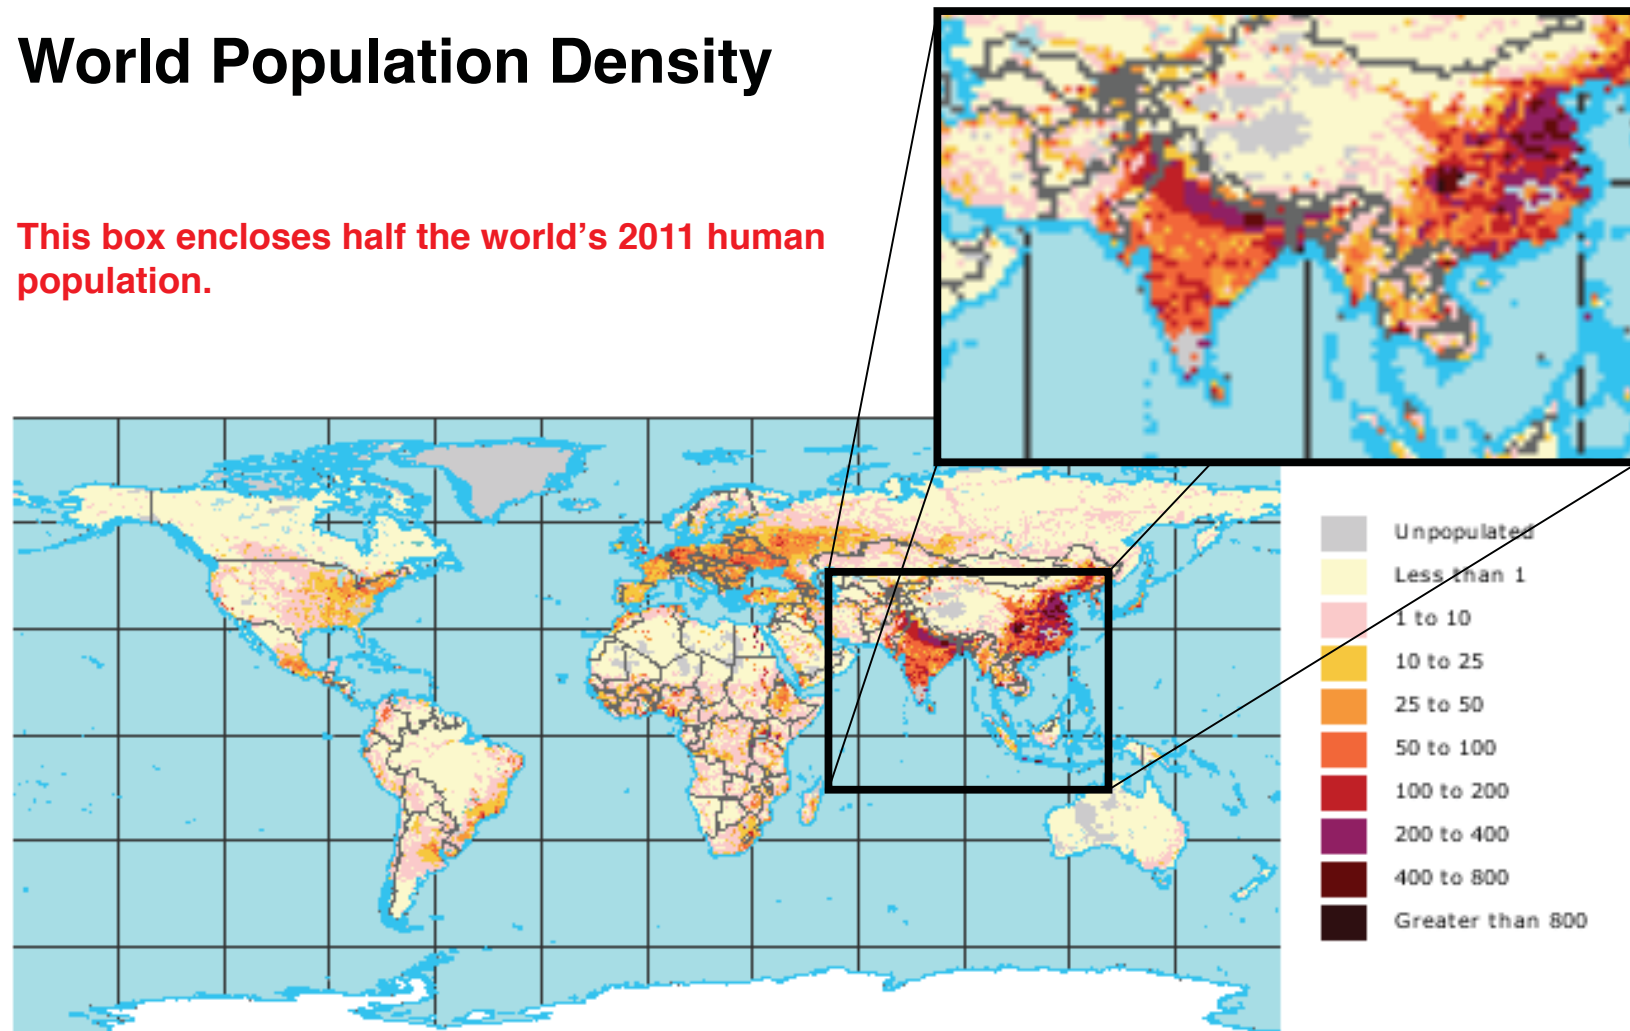 World Population Density
This box encloses half the world’s 2011 human
population.
Unpopulated
Less than 1
1 to 10
10 to 25
25 to 50
50 to 100
100 to 200
200 to 400
400 to 800
Greater than 800